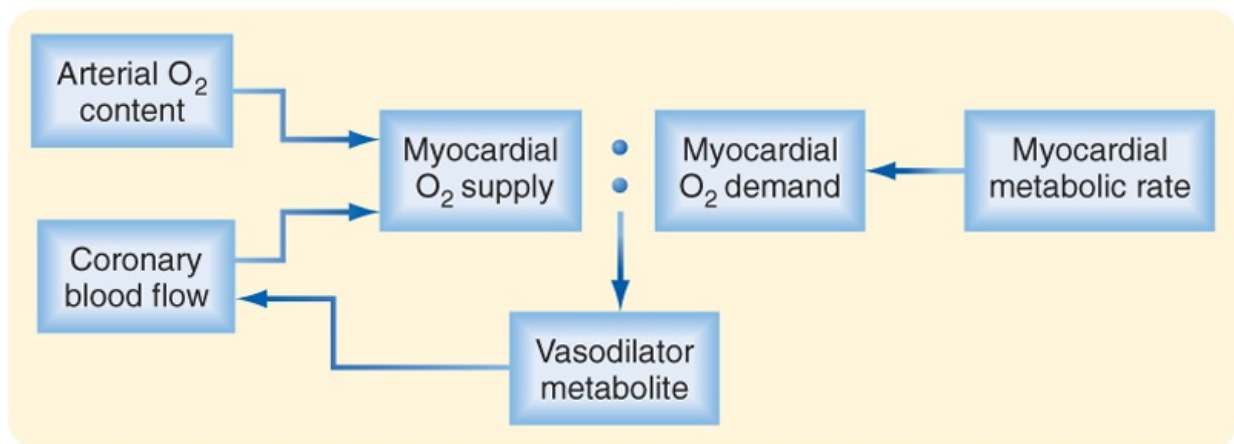 Arterial O₂
content
Myocardial
O₂ supply
Myocardial
O₂ demand
Myocardial
metabolic rate
Coronary
blood flow
Vasodilator
metabolite